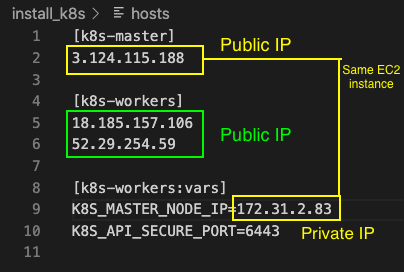 install_k8s > hosts
1 [k8s-master]
2 3.124.115.188
Public IP
Same EC2
instance
3
4 [k8s-workers]
5 18.185.157.106
6 52.29.254.59
Public IP
7
8 [k8s-workers:vars]
9 K8S_MASTER_NODE_IP=172.31.2.83
10 K8S_API_SECURE_PORT=6443
Private IP
11